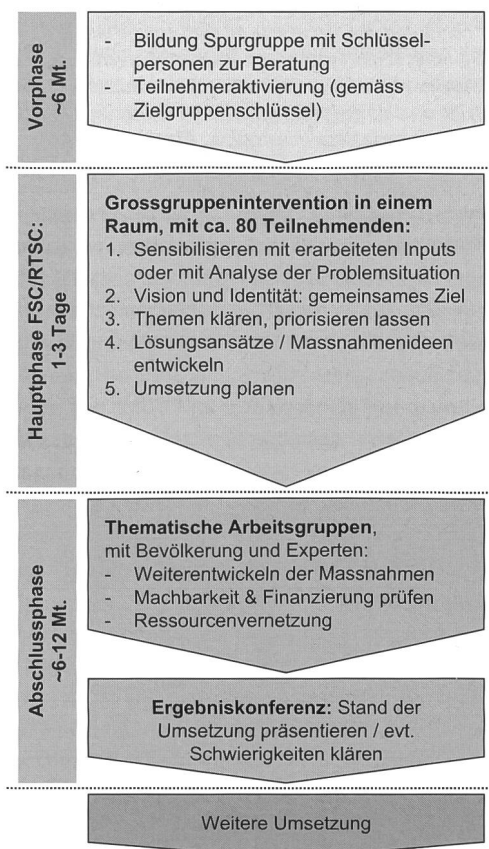 Vorphase
~6 Mt.
- Bildung Spurgruppe mit Schlüssel-
personen zur Beratung
- Teilnehmeraktivierung (gemäss
Zielgruppenschlüssel)
Hauptphase FSC/RTSC:
1-3 Tage
Grossgruppenintervention in einem
Raum, mit ca. 80 Teilnehmenden:
1. Sensibilisieren mit erarbeiteten Inputs
oder mit Analyse der Problemsituation
2. Vision und Identität: gemeinsames Ziel
3. Themen klären, priorisieren lassen
4. Lösungsansätze / Massnahmenideen
entwickeln
5. Umsetzung planen
Abschlussphase
~6-12 Mt.
Thematische Arbeitsgruppen,
mit Bevölkerung und Experten:
- Weiterentwickeln der Massnahmen
- Machbarkeit & Finanzierung prüfen
- Ressourcenvernetzung
Ergebniskonferenz: Stand der
Umsetzung präsentieren / evt.
Schwierigkeiten klären
Weitere Umsetzung